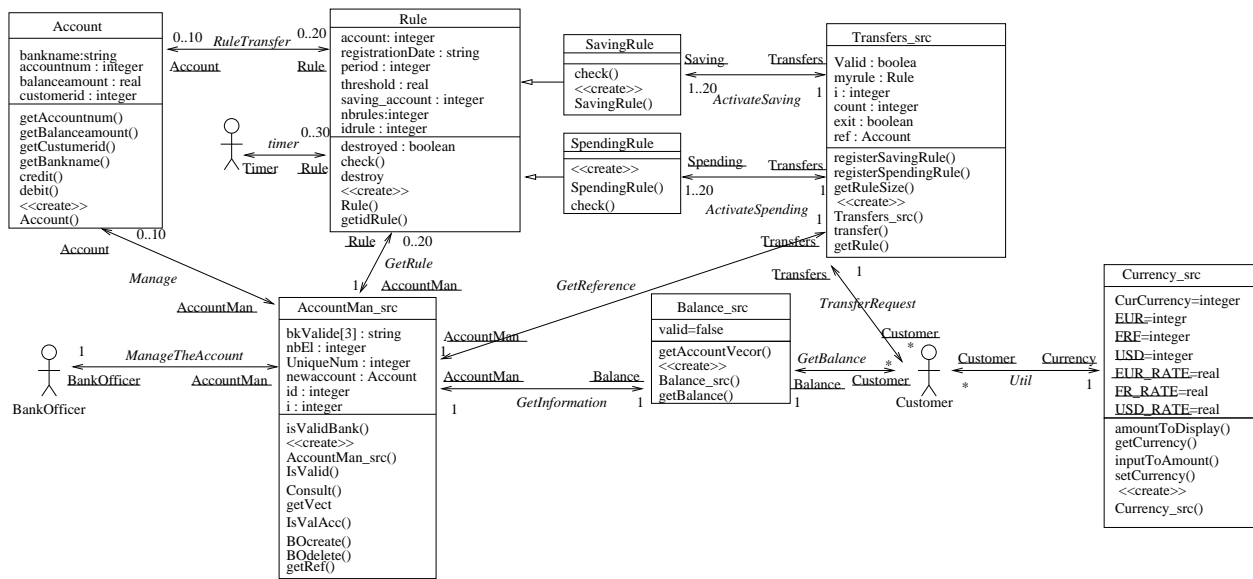 Account
bankname:string
accountnum : integer
balanceamount : real
customerid : integer
getAccountnum()
getBalanceamount()
getCustumerid()
getBankname()
credit()
debit()
<<create>>
Account()
0..10
0..20
RuleTransfer
Account
Rule
Rule
account: integer
registrationDate : string
period : integer
threshold : real
saving_account : integer
nbrules:integer
idrule : integer
destroyed : boolean
check()
destroy
<<create>>
Rule()
getidRule()
timer
0..30
Timer
Rule
SavingRule
check()
<<create>>
SavingRule()
SpendingRule
<<create>>
SpendingRule()
check()
Saving
Transfers
1..20
1
ActivateSaving
Spending
Transfers
1..20
1
ActivateSpending
Transfers_src
Valid : boolea
myrule : Rule
i : integer
count : integer
exit : boolean
ref : Account
registerSavingRule()
registerSpendingRule()
getRuleSize()
<<create>>
Transfers_src()
transfer()
getRule()
0..10
Account
Manage
AccountMan
Rule
0..20
GetRule
1
AccountMan
1
Transfers
GetReference
AccountMan
1
Transfers
1
TransferRequest
Customer
*
AccountMan_src
bkValide[3] : string
nbEl : integer
UniqueNum : integer
newaccount : Account
id : integer
i : integer
isValidBank()
<<create>>
AccountMan_src()
IsValid()
Consult()
getVect
IsValAcc()
BOcreate()
BOdelete()
getRef()
1
ManageTheAccount
BankOfficer
AccountMan
BankOfficer
AccountMan
Balance
1
GetInformation
1
Balance_src
valid=false
getAccountVecor()
<<create>>
Balance_src()
getBalance()
GetBalance
*
Balance
Customer
1
Customer
Customer
Currency
*
Util
1
Currency_src
CurCurrency=integer
EUR=integr
FRF=integer
USD=integer
EUR_RATE=real
FR_RATE=real
USD_RATE=real
amountToDisplay()
getCurrency()
inputToAmount()
setCurrency()
<<create>>
Currency_src()